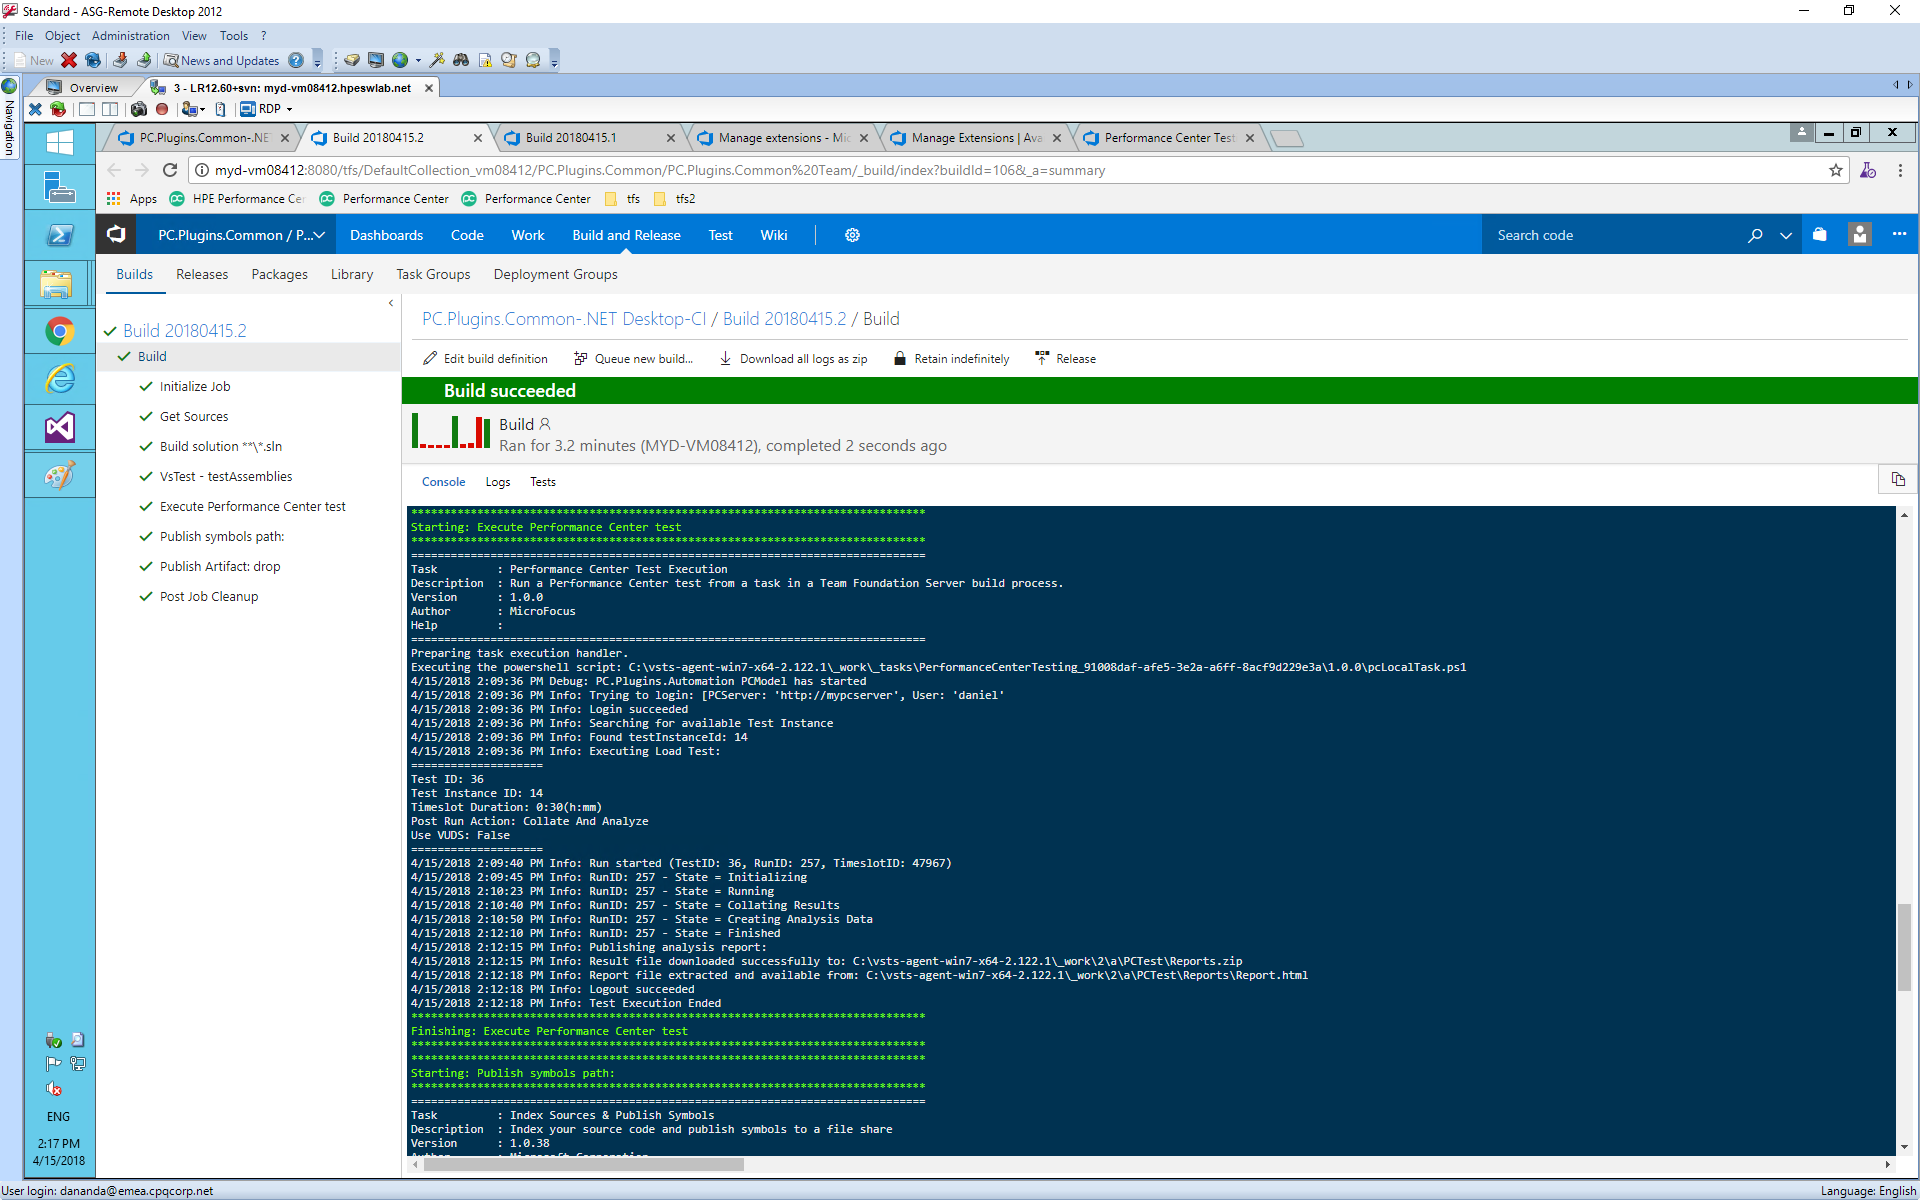 Standard - ASG-Remote Desktop 2012
File Object Administration View Tools ?
New News and Updates
Navigation
Overview 3 - LR12.60+svn: myd-vm08412.hpeswlab.net
RDP
PC.Plugins.Common-.NE Build 20180415.2 Build 20180415.1 Manage extensions - Mic Manage Extensions | Ava Performance Center Test
myd-vm08412:8080/tfs/DefaultCollection_vm08412/PC.Plugins.Common/PC.Plugins.Common%20Team/_build/index?buildId=106&_a=summary
Apps HPE Performance Ce Performance Center Performance Center tfs tfs2
PC.Plugins.Common / P... Dashboards Code Work Build and Release Test Wiki Search code
Builds Releases Packages Library Task Groups Deployment Groups
Build 20180415.2
Build
Initialize Job
Get Sources
Build solution **\*.sln
VsTest - testAssemblies
Execute Performance Center test
Publish symbols path:
Publish Artifact: drop
Post Job Cleanup
PC.Plugins.Common-.NET Desktop-CI / Build 20180415.2 / Build
Edit build definition Queue new build... Download all logs as zip Retain indefinitely Release
Build succeeded
Build
Ran for 3.2 minutes (MYD-VM08412), completed 2 seconds ago
Console Logs Tests
******************************************************************************
Starting: Execute Performance Center test
******************************************************************************
==============================================================================
Task : Performance Center Test Execution
Description : Run a Performance Center test from a task in a Team Foundation Server build process.
Version : 1.0.0
Author : MicroFocus
Help :
==============================================================================
Preparing task execution handler.
Executing the powershell script: C:\vsts-agent-win7-x64-2.122.1\_work\_tasks\PerformanceCenterTesting_91008daf-afe5-3e2a-a6ff-8acf9d229e3a\1.0.0\pcLocalTask.ps1
4/15/2018 2:09:36 PM Debug: PC.Plugins.Automation PCModel has started
4/15/2018 2:09:36 PM Info: Trying to login: [PCServer: 'http://mypcserver', User: 'daniel'
4/15/2018 2:09:36 PM Info: Login succeeded
4/15/2018 2:09:36 PM Info: Searching for available Test Instance
4/15/2018 2:09:36 PM Info: Found testInstanceId: 14
4/15/2018 2:09:36 PM Info: Executing Load Test:
====================
Test ID: 36
Test Instance ID: 14
Timeslot Duration: 0:30(h:mm)
Post Run Action: Collate And Analyze
Use VUDS: False
====================
4/15/2018 2:09:40 PM Info: Run started (TestID: 36, RunID: 257, TimeslotID: 47967)
4/15/2018 2:09:45 PM Info: RunID: 257 - State = Initializing
4/15/2018 2:10:23 PM Info: RunID: 257 - State = Running
4/15/2018 2:10:40 PM Info: RunID: 257 - State = Collating Results
4/15/2018 2:10:50 PM Info: RunID: 257 - State = Creating Analysis Data
4/15/2018 2:12:10 PM Info: RunID: 257 - State = Finished
4/15/2018 2:12:15 PM Info: Publishing analysis report:
4/15/2018 2:12:15 PM Info: Result file downloaded successfully to: C:\vsts-agent-win7-x64-2.122.1\_work\2\a\PCTest\Reports.zip
4/15/2018 2:12:18 PM Info: Report file extracted and available from: C:\vsts-agent-win7-x64-2.122.1\_work\2\a\PCTest\Reports\Report.html
4/15/2018 2:12:18 PM Info: Logout succeeded
4/15/2018 2:12:18 PM Info: Test Execution Ended
******************************************************************************
Finishing: Execute Performance Center test
******************************************************************************
******************************************************************************
Starting: Publish symbols path:
******************************************************************************
==============================================================================
Task : Index Sources & Publish Symbols
Description : Index your source code and publish symbols to a file share
Version : 1.0.38
Author : Microsoft Corporation
ENG
2:17 PM
4/15/2018
User login: dananda@emea.cpqcorp.net Language: English